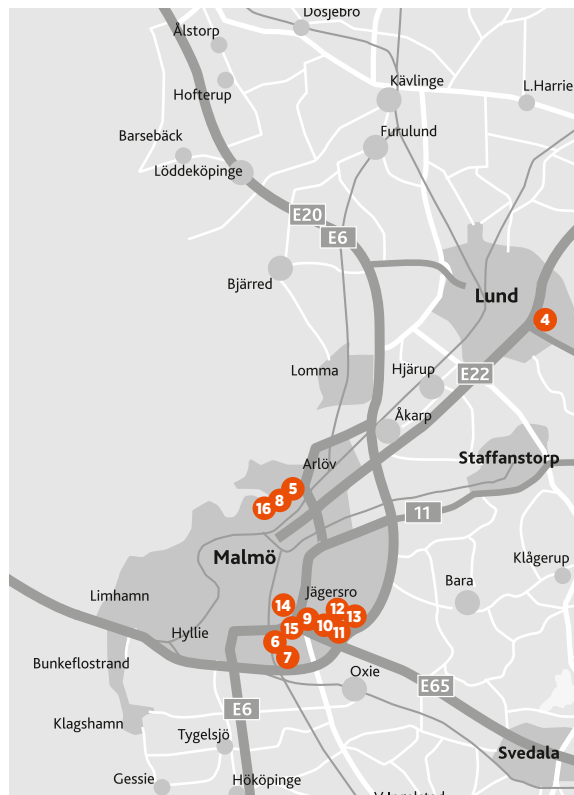 Dösjebro
Ålstorp
Kävlinge
L.Harrie
Hofterup
Furulund
Barsebäck
Löddeköpinge
E20
E6
Bjärred
Lund
4
Lomma
Hjärup
E22
Åkarp
Staffanstorp
Arlöv
5
8
16
11
Malmö
Klågerup
Bara
Jägersro
Limhamn
14
12
13
9
10
15
11
Hyllie
6
7
Bunkeflostrand
Oxie
E65
E6
Klagshamn
Tygelsjö
Svedala
Gessie
Hököpinge